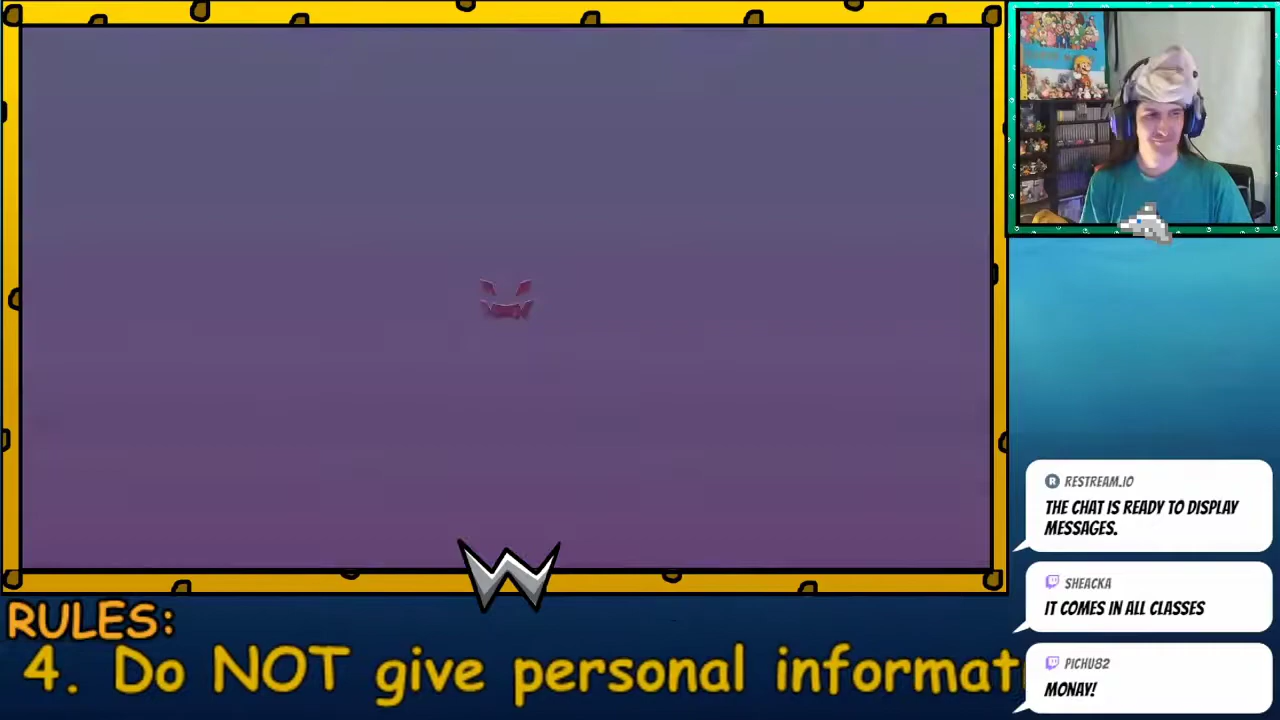 RESTREAM.IO
THE CHAT IS READY TO DISPLAY
MESSAGES.
SHEACKA
IT COMES IN ALL CLASSES
PICHU82
MONAY!
RULES:
4. Do NOT give personal informat